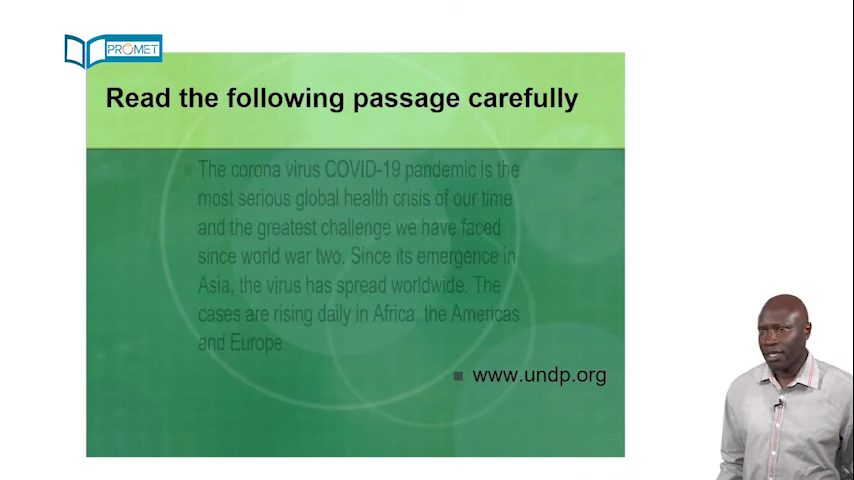 PROMET
Read the following passage carefully
The corona virus COVID-19 pandemic is the
most serious global health crisis of our time
and the greatest challenge we have faced
since world war two. Since its emergence in
Asia, the virus has spread worldwide. The
cases are rising daily in Africa, the Americas
and Europe.
www.undp.org